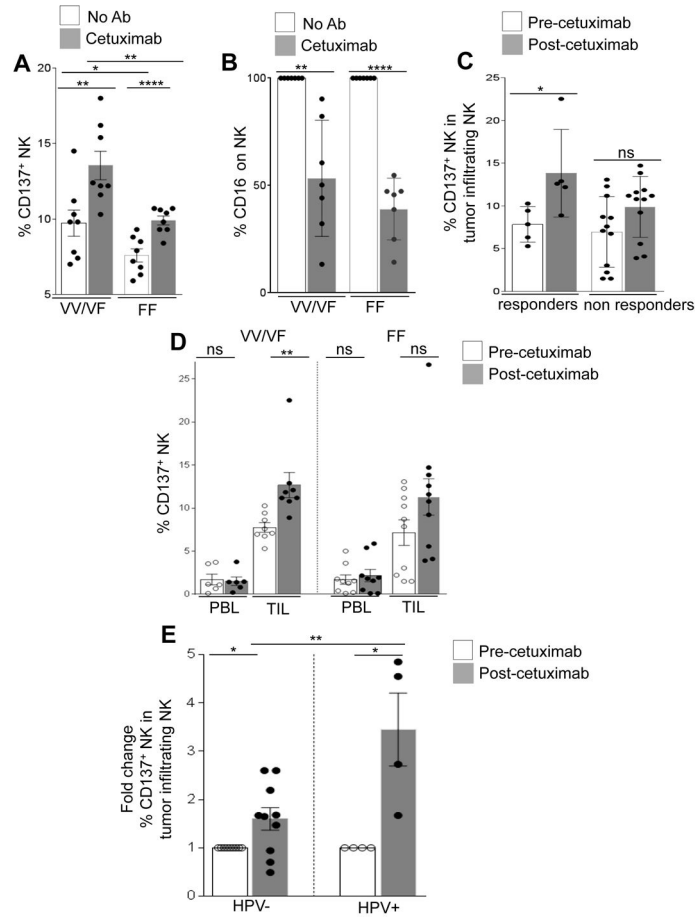 No Ab
Cetuximab
A
**
*
**
****
20
15
10
5
% CD137+ NK
VV/VF
FF
No Ab
Cetuximab
B
**
****
100
50
0
% CD16 on NK
VV/VF
FF
Pre-cetuximab
Post-cetuximab
C
*
ns
25
20
15
10
5
0
% CD137+ NK in
tumor infiltrating NK
responders
non responders
D
VV/VF
FF
Pre-cetuximab
Post-cetuximab
ns
**
ns
ns
25
15
10
5
0
% CD137+ NK
PBL
TIL
PBL
TIL
E
Pre-cetuximab
Post-cetuximab
**
*
*
5
4
3
2
1
0
Fold change
% CD137+ NK in
tumor infiltrating NK
HPV-
HPV+